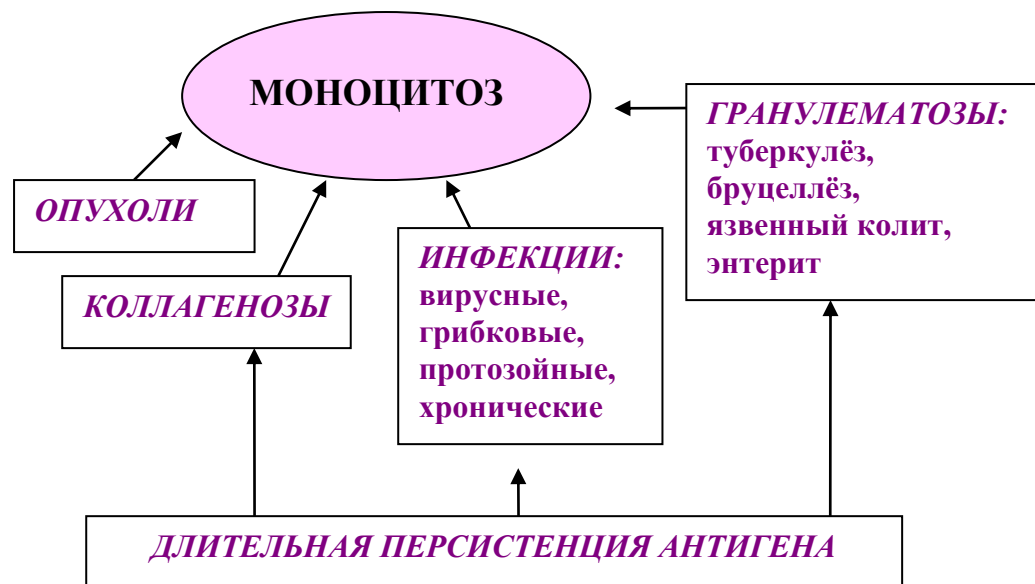 МОНОЦИТОЗ
ГРАНУЛЕМАТОЗЫ:
туберкулёз,
бруцеллёз,
язвенный колит,
энтерит
ОПУХОЛИ
ИНФЕКЦИИ:
вирусные,
грибковые,
протозойные,
хронические
КОЛЛАГЕНОЗЫ
ДЛИТЕЛЬНАЯ ПЕРСИСТЕНЦИЯ АНТИГЕНА